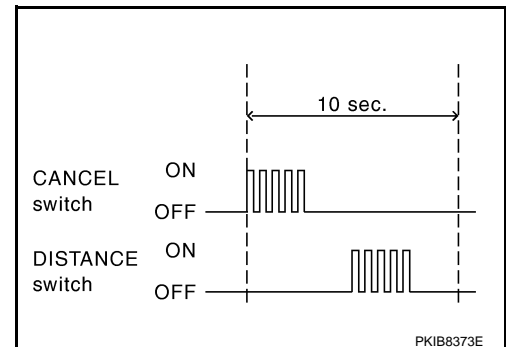 10 sec.
CANCEL
switch
ON
OFF
DISTANCE
switch
ON
OFF
PKIB8373E